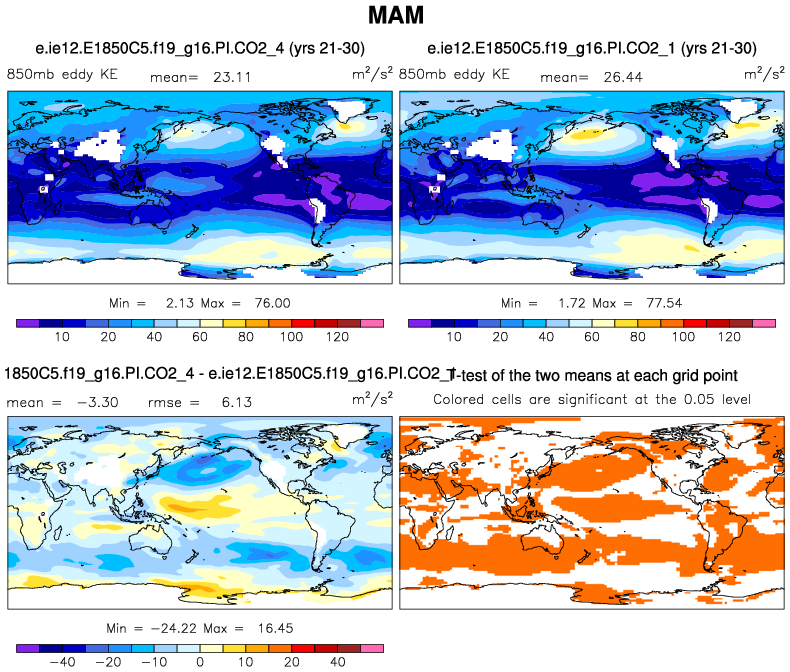 MAM
e.ie12.E1850C5.f19_g16.PI.CO2_4 (yrs 21-30)
e.ie12.E1850C5.f19_g16.PI.CO2_1 (yrs 21-30)
850mb eddy KE mean= 23.11 m²/s²
850mb eddy KE mean= 26.44 m²/s²
Min = 2.13 Max = 76.00
Min = 1.72 Max = 77.54
10 20 40 60 80 100 120
10 20 40 60 80 100 120
1850C5.f19_g16.PI.CO2_4 - e.ie12.E1850C5.f19_g16.PI.CO2_1
T-test of the two means at each grid point
mean = -3.30 rmse = 6.13 m²/s²
Colored cells are significant at the 0.05 level
Min = -24.22 Max = 16.45
-40 -20 -10 0 10 20 40